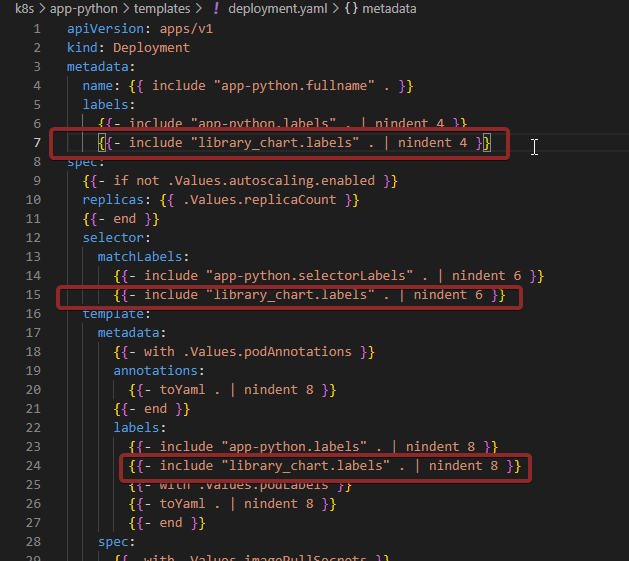 k8s > app-python > templates > ! deployment.yaml > {} metadata
1 apiVersion: apps/v1
2 kind: Deployment
3 metadata:
4 name: {{ include "app-python.fullname" . }}
5 labels:
6 {{- include "app-python.labels" . | nindent 4 }}
7 {{- include "library_chart.labels" . | nindent 4 }}
8 spec:
9 {{- if not .Values.autoscaling.enabled }}
10 replicas: {{ .Values.replicaCount }}
11 {{- end }}
12 selector:
13 matchLabels:
14 {{- include "app-python.selectorLabels" . | nindent 6 }}
15 {{- include "library_chart.labels" . | nindent 6 }}
16 template:
17 metadata:
18 {{- with .Values.podAnnotations }}
19 annotations:
20 {{- toYaml . | nindent 8 }}
21 {{- end }}
22 labels:
23 {{- include "app-python.labels" . | nindent 8 }}
24 {{- include "library_chart.labels" . | nindent 8 }}
25 {{- with .Values.podLabels }}
26 {{- toYaml . | nindent 8 }}
27 {{- end }}
28 spec:
29 {{- with .Values.imagePullSecrets }}